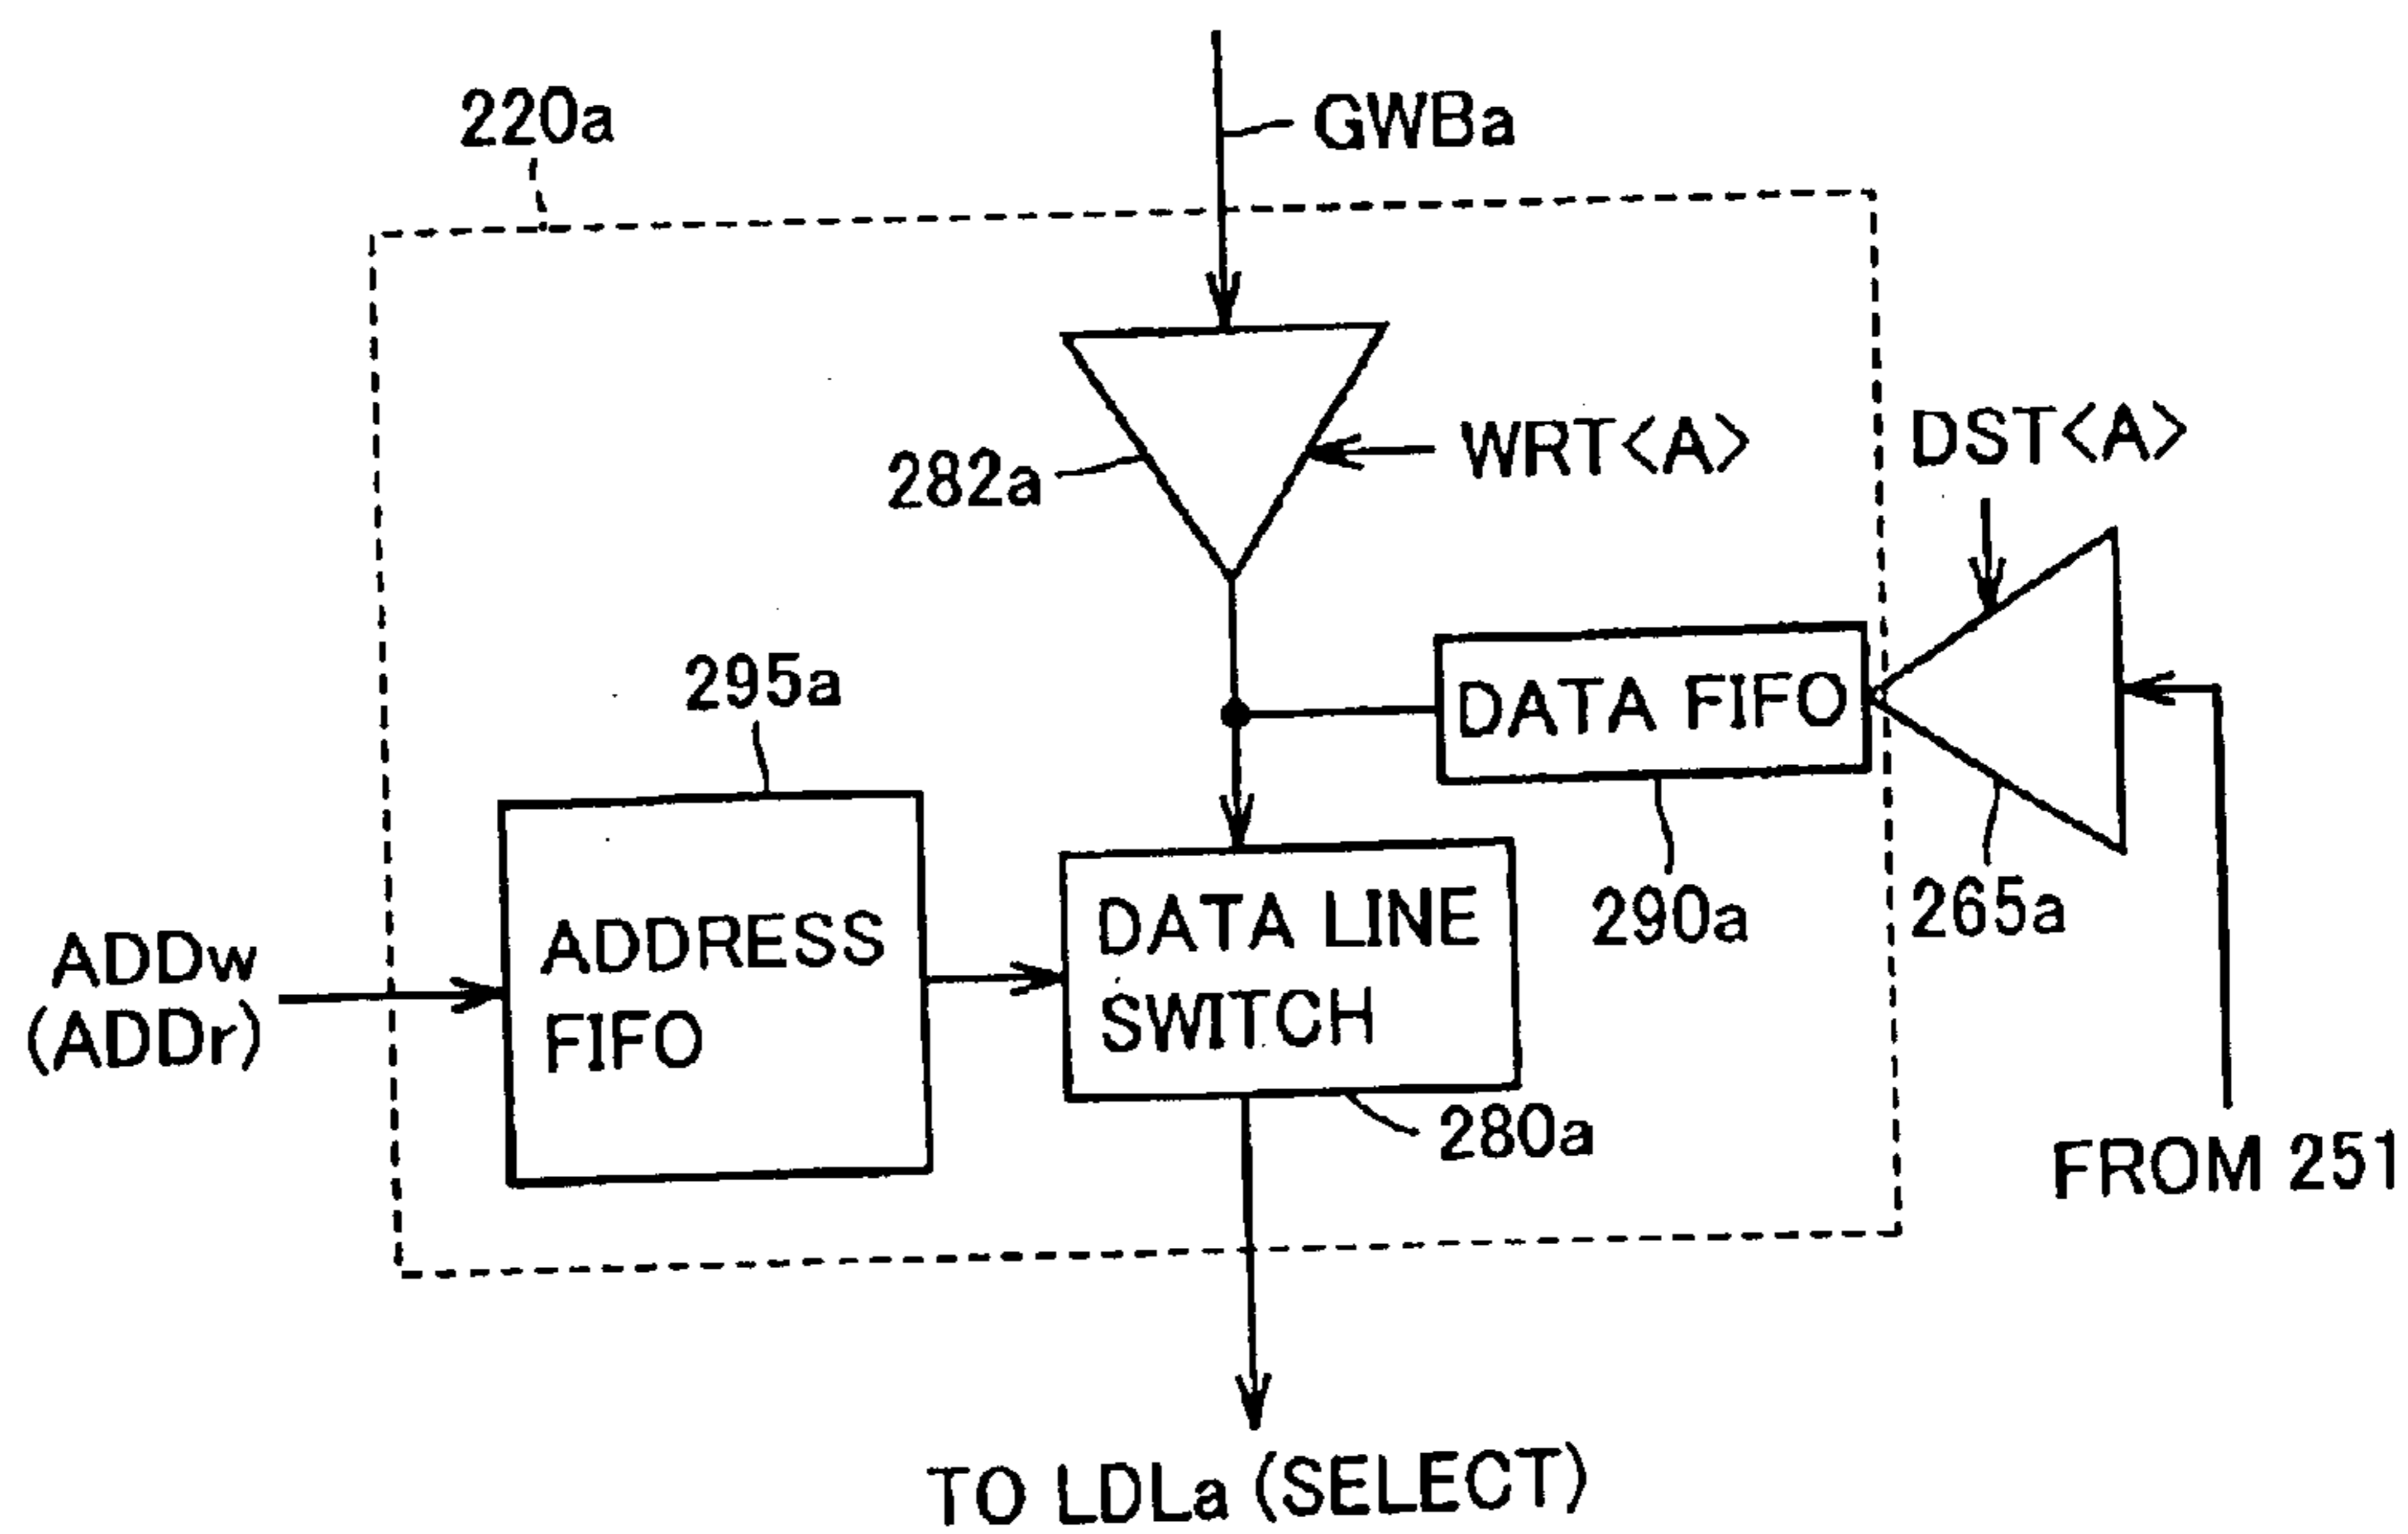 220a
GWBa
282a
WRT<A>
DST<A>
295a
DATA FIFO
ADDw
(ADDr)
ADDRESS
FIFO
DATA LINE
SWITCH
290a
265a
280a
FROM 251
TO LDLa (SELECT)